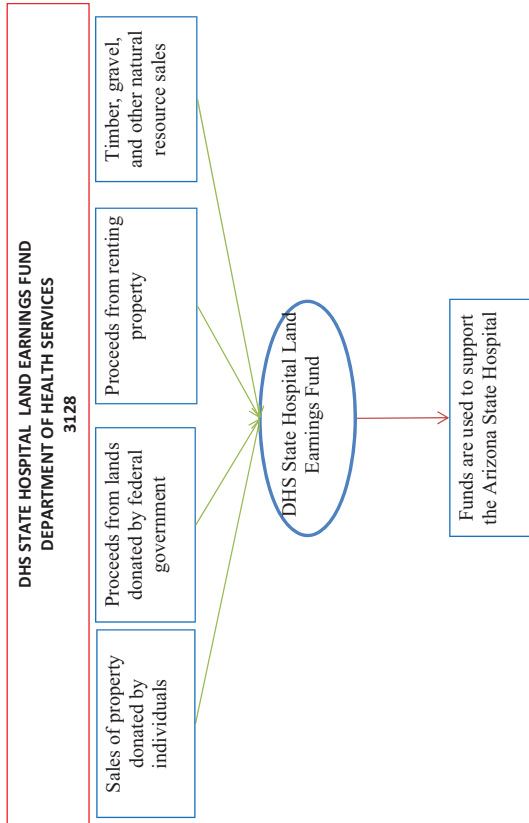 DHS STATE HOSPITAL LAND EARNINGS FUND
DEPARTMENT OF HEALTH SERVICES
3128
Sales of property
donated by
individuals
Proceeds from lands
donated by federal
government
Proceeds from renting
property
Timber, gravel,
and other natural
resource sales
DHS State Hospital Land
Earnings Fund
Funds are used to support
the Arizona State Hospital